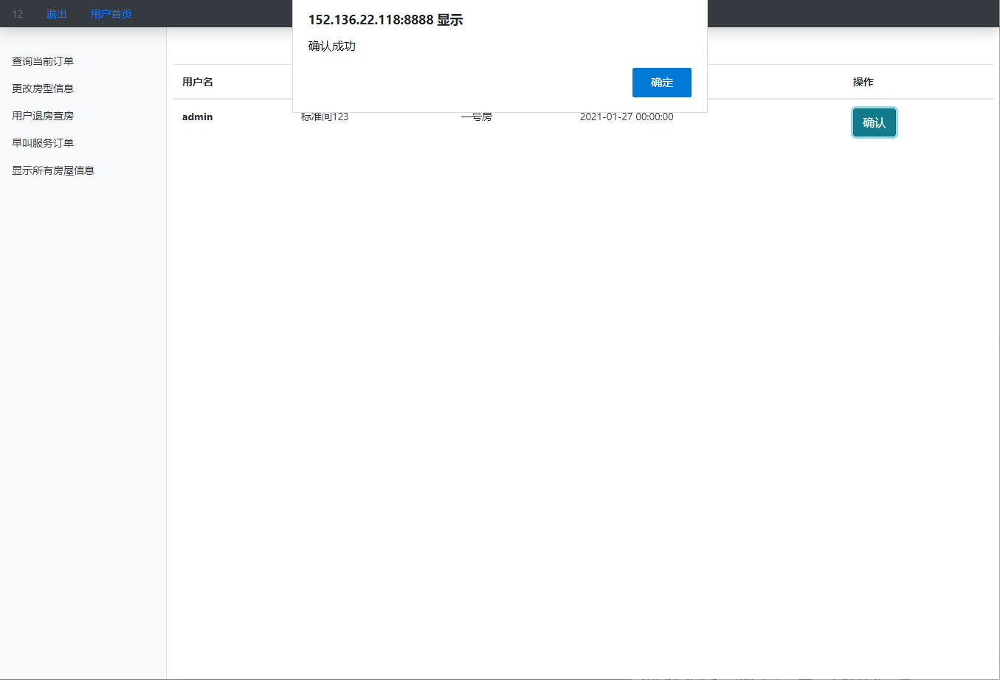 12 退出 用户首页
152.136.22.118:8888 显示
确认成功
确定
查询当前订单
更改房型信息
用户退房查房
早叫服务订单
显示所有房屋信息
用户名 操作
admin 标准间123 一号房 2021-01-27 00:00:00 确认